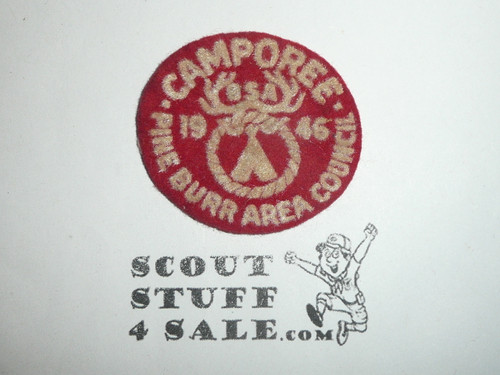 · CAMPOREE ·
BSA
19 46
PINE BURR AREA COUNCIL
SCOUT
STUFF
4 SALE.COM